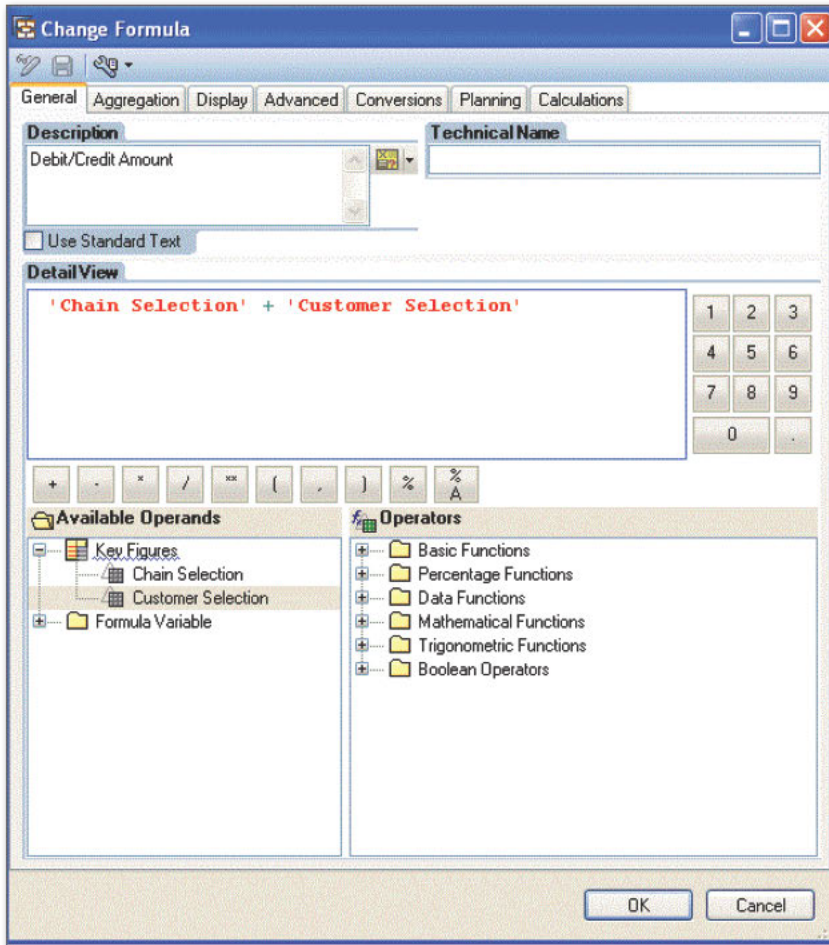 Change Formula
General Aggregation Display Advanced Conversions Planning Calculations
Description
Technical Name
Debit/Credit Amount
Use Standard Text
Detail View
'Chain Selection' + 'Customer Selection'
1 2 3
4 5 6
7 8 9
0 .
+ - * / ** ( , ) % %A
Available Operands
Operators
Key Figures
Chain Selection
Customer Selection
Formula Variable
Basic Functions
Percentage Functions
Data Functions
Mathematical Functions
Trigonometric Functions
Boolean Operators
OK Cancel